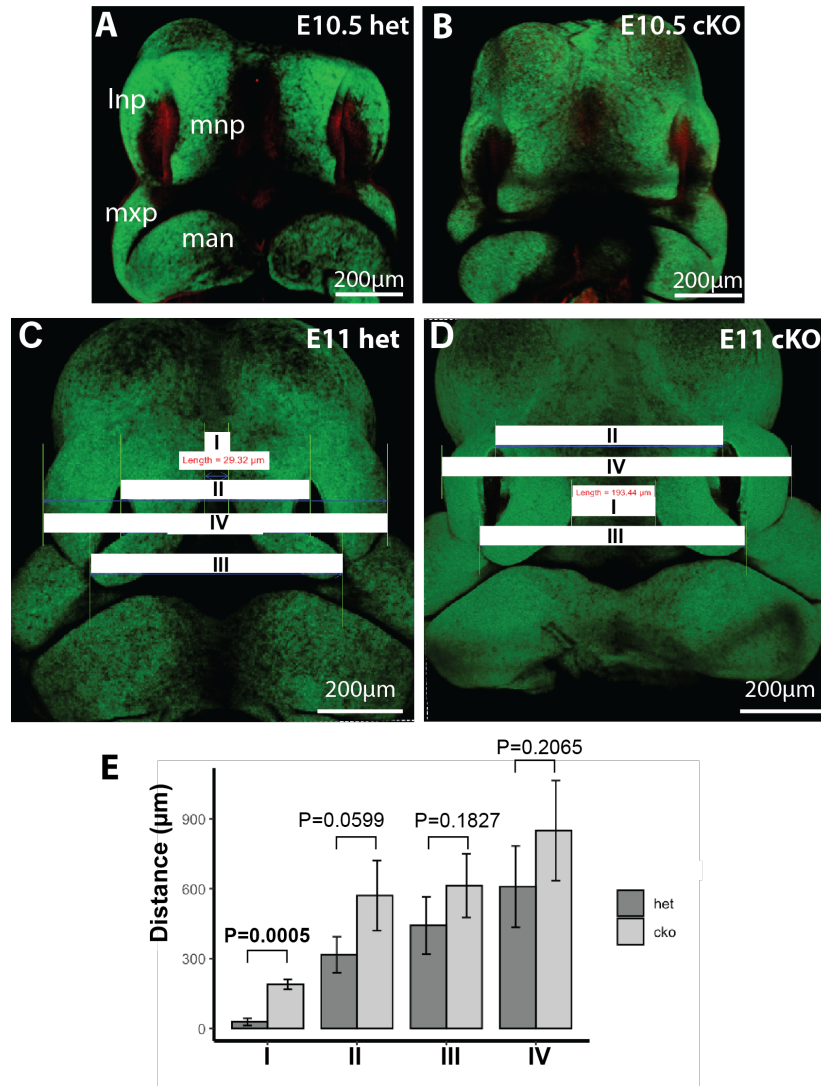 A
E10.5 het
lnp
mnp
mxp
man
200µm
B
E10.5 cKO
200µm
C
E11 het
I
Length = 29.32 µm
II
IV
III
200µm
D
E11 cKO
II
IV
Length = 193.44 µm
I
III
200µm
E
Distance (µm)
900
600
300
0
P=0.0005
P=0.0599
P=0.1827
P=0.2065
I
II
III
IV
het
cko